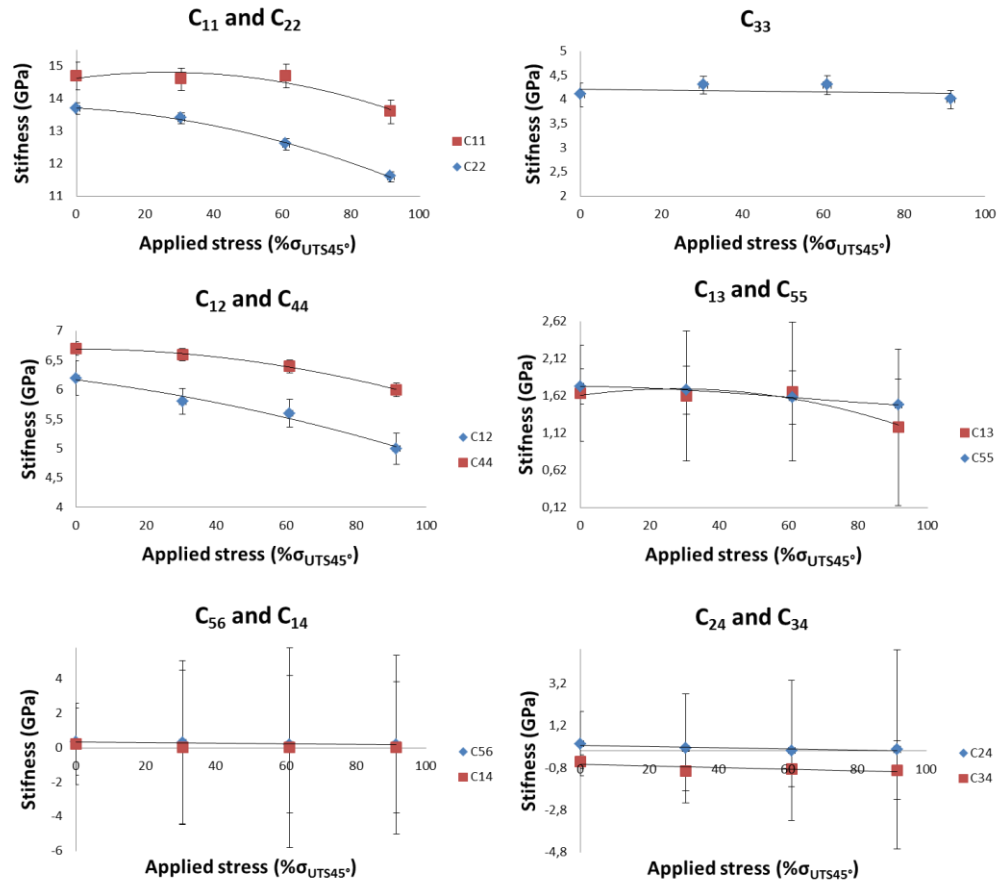 C₁₁ and C₂₂
Stifness (GPa)
15
14
13
12
11
0 20 40 60 80 100
Applied stress (%σUTS45°)
C11
C22
C₃₃
Stifness (GPa)
5
4,5
4
3,5
3
2,5
2
0 20 40 60 80 100
Applied stress (%σUTS45°)
C₁₂ and C₄₄
Stifness (GPa)
7
6,5
6
5,5
5
4,5
4
0 20 40 60 80 100
Applied stress (%σUTS45°)
C12
C44
C₁₃ and C₅₅
Stifness (GPa)
2,62
2,12
1,62
1,12
0,62
0,12
0 20 40 60 80 100
Applied stress (%σUTS45°)
C13
C55
C₅₆ and C₁₄
Stifness (GPa)
4
2
0
-2
-4
-6
0 20 40 60 80 100
Applied stress (%σUTS45°)
C56
C14
C₂₄ and C₃₄
Stifness (GPa)
3,2
1,2
-0,8
-2,8
-4,8
0 20 40 60 80 100
Applied stress (%σUTS45°)
C24
C34